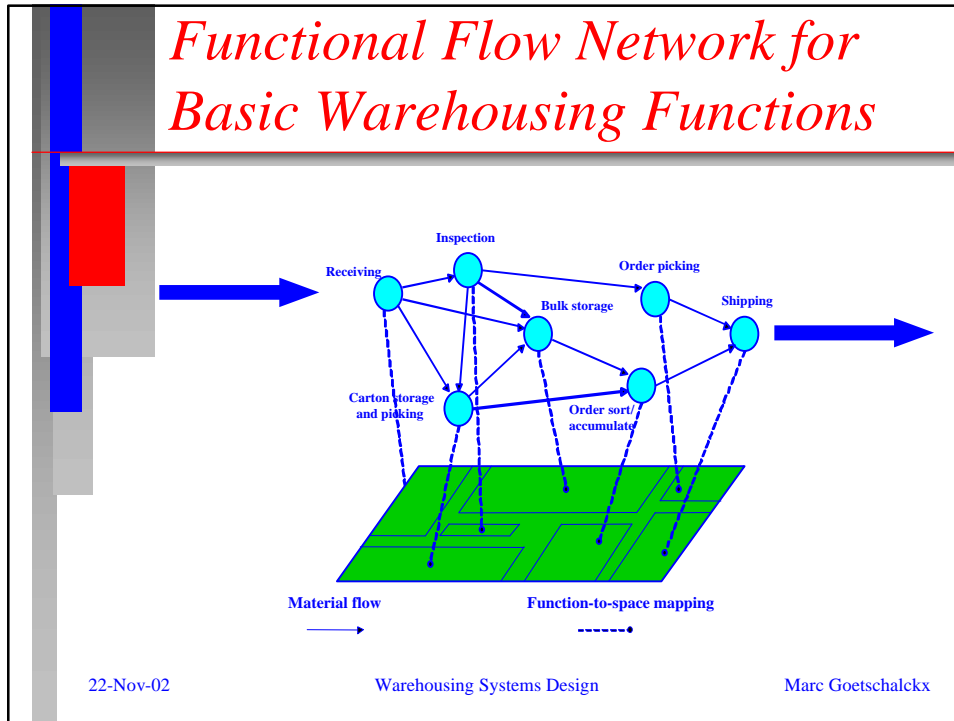 Functional Flow Network for
Basic Warehousing Functions
Inspection
Receiving
Order picking
Bulk storage
Shipping
Carton storage
and picking
Order sort/
accumulate
Material flow
Function-to-space mapping
22-Nov-02
Warehousing Systems Design
Marc Goetschalckx